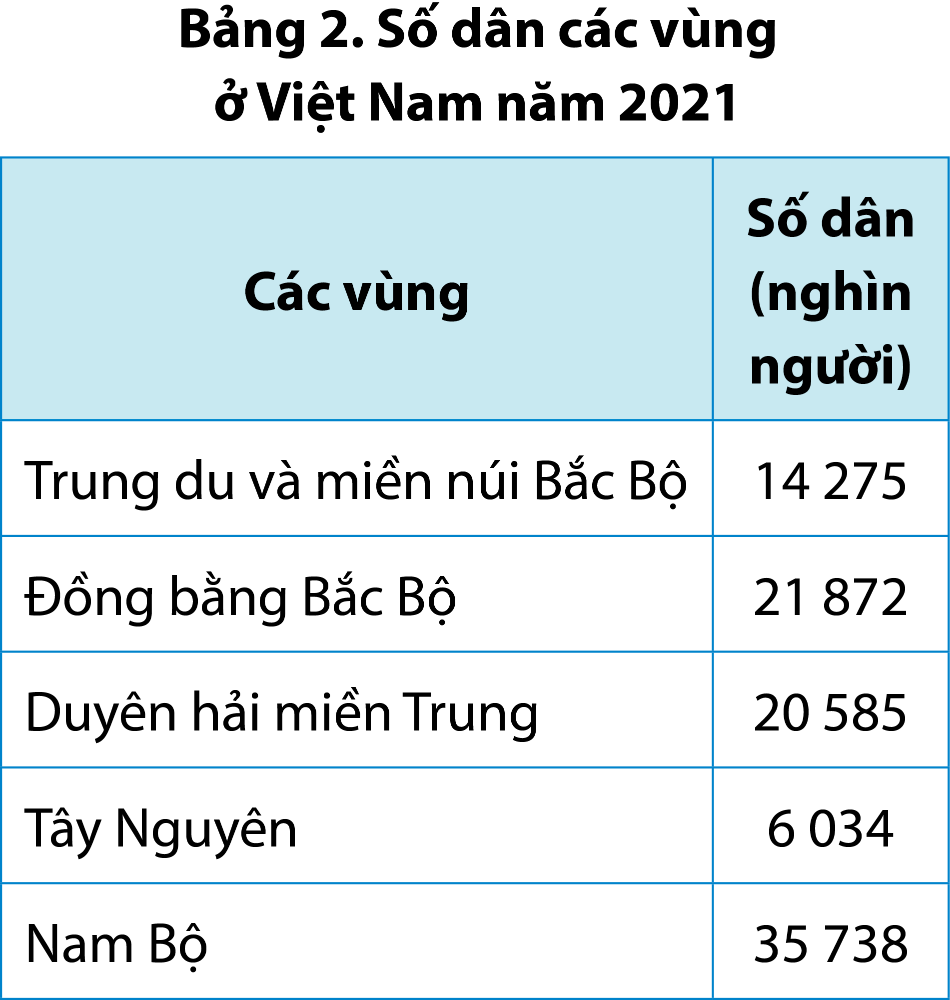 Bảng 2. Số dân các vùng
ở Việt Nam năm 2021
Các vùng
Số dân
(nghìn
người)
Trung du và miền núi Bắc Bộ 14 275
Đồng bằng Bắc Bộ 21 872
Duyên hải miền Trung 20 585
Tây Nguyên 6 034
Nam Bộ 35 738